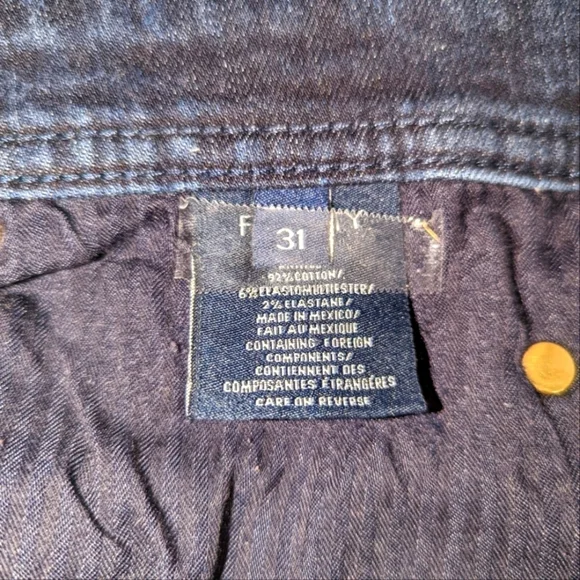 31
92% COTTON/
6% ELASTOMULTIESTER/
2% ELASTANE/
MADE IN MEXICO/
FAIT AU MEXIQUE
CONTAINING FOREIGN
COMPONENTS/
CONTIENNENT DES
COMPOSANTES ÉTRANGÈRES
CARE ON REVERSE